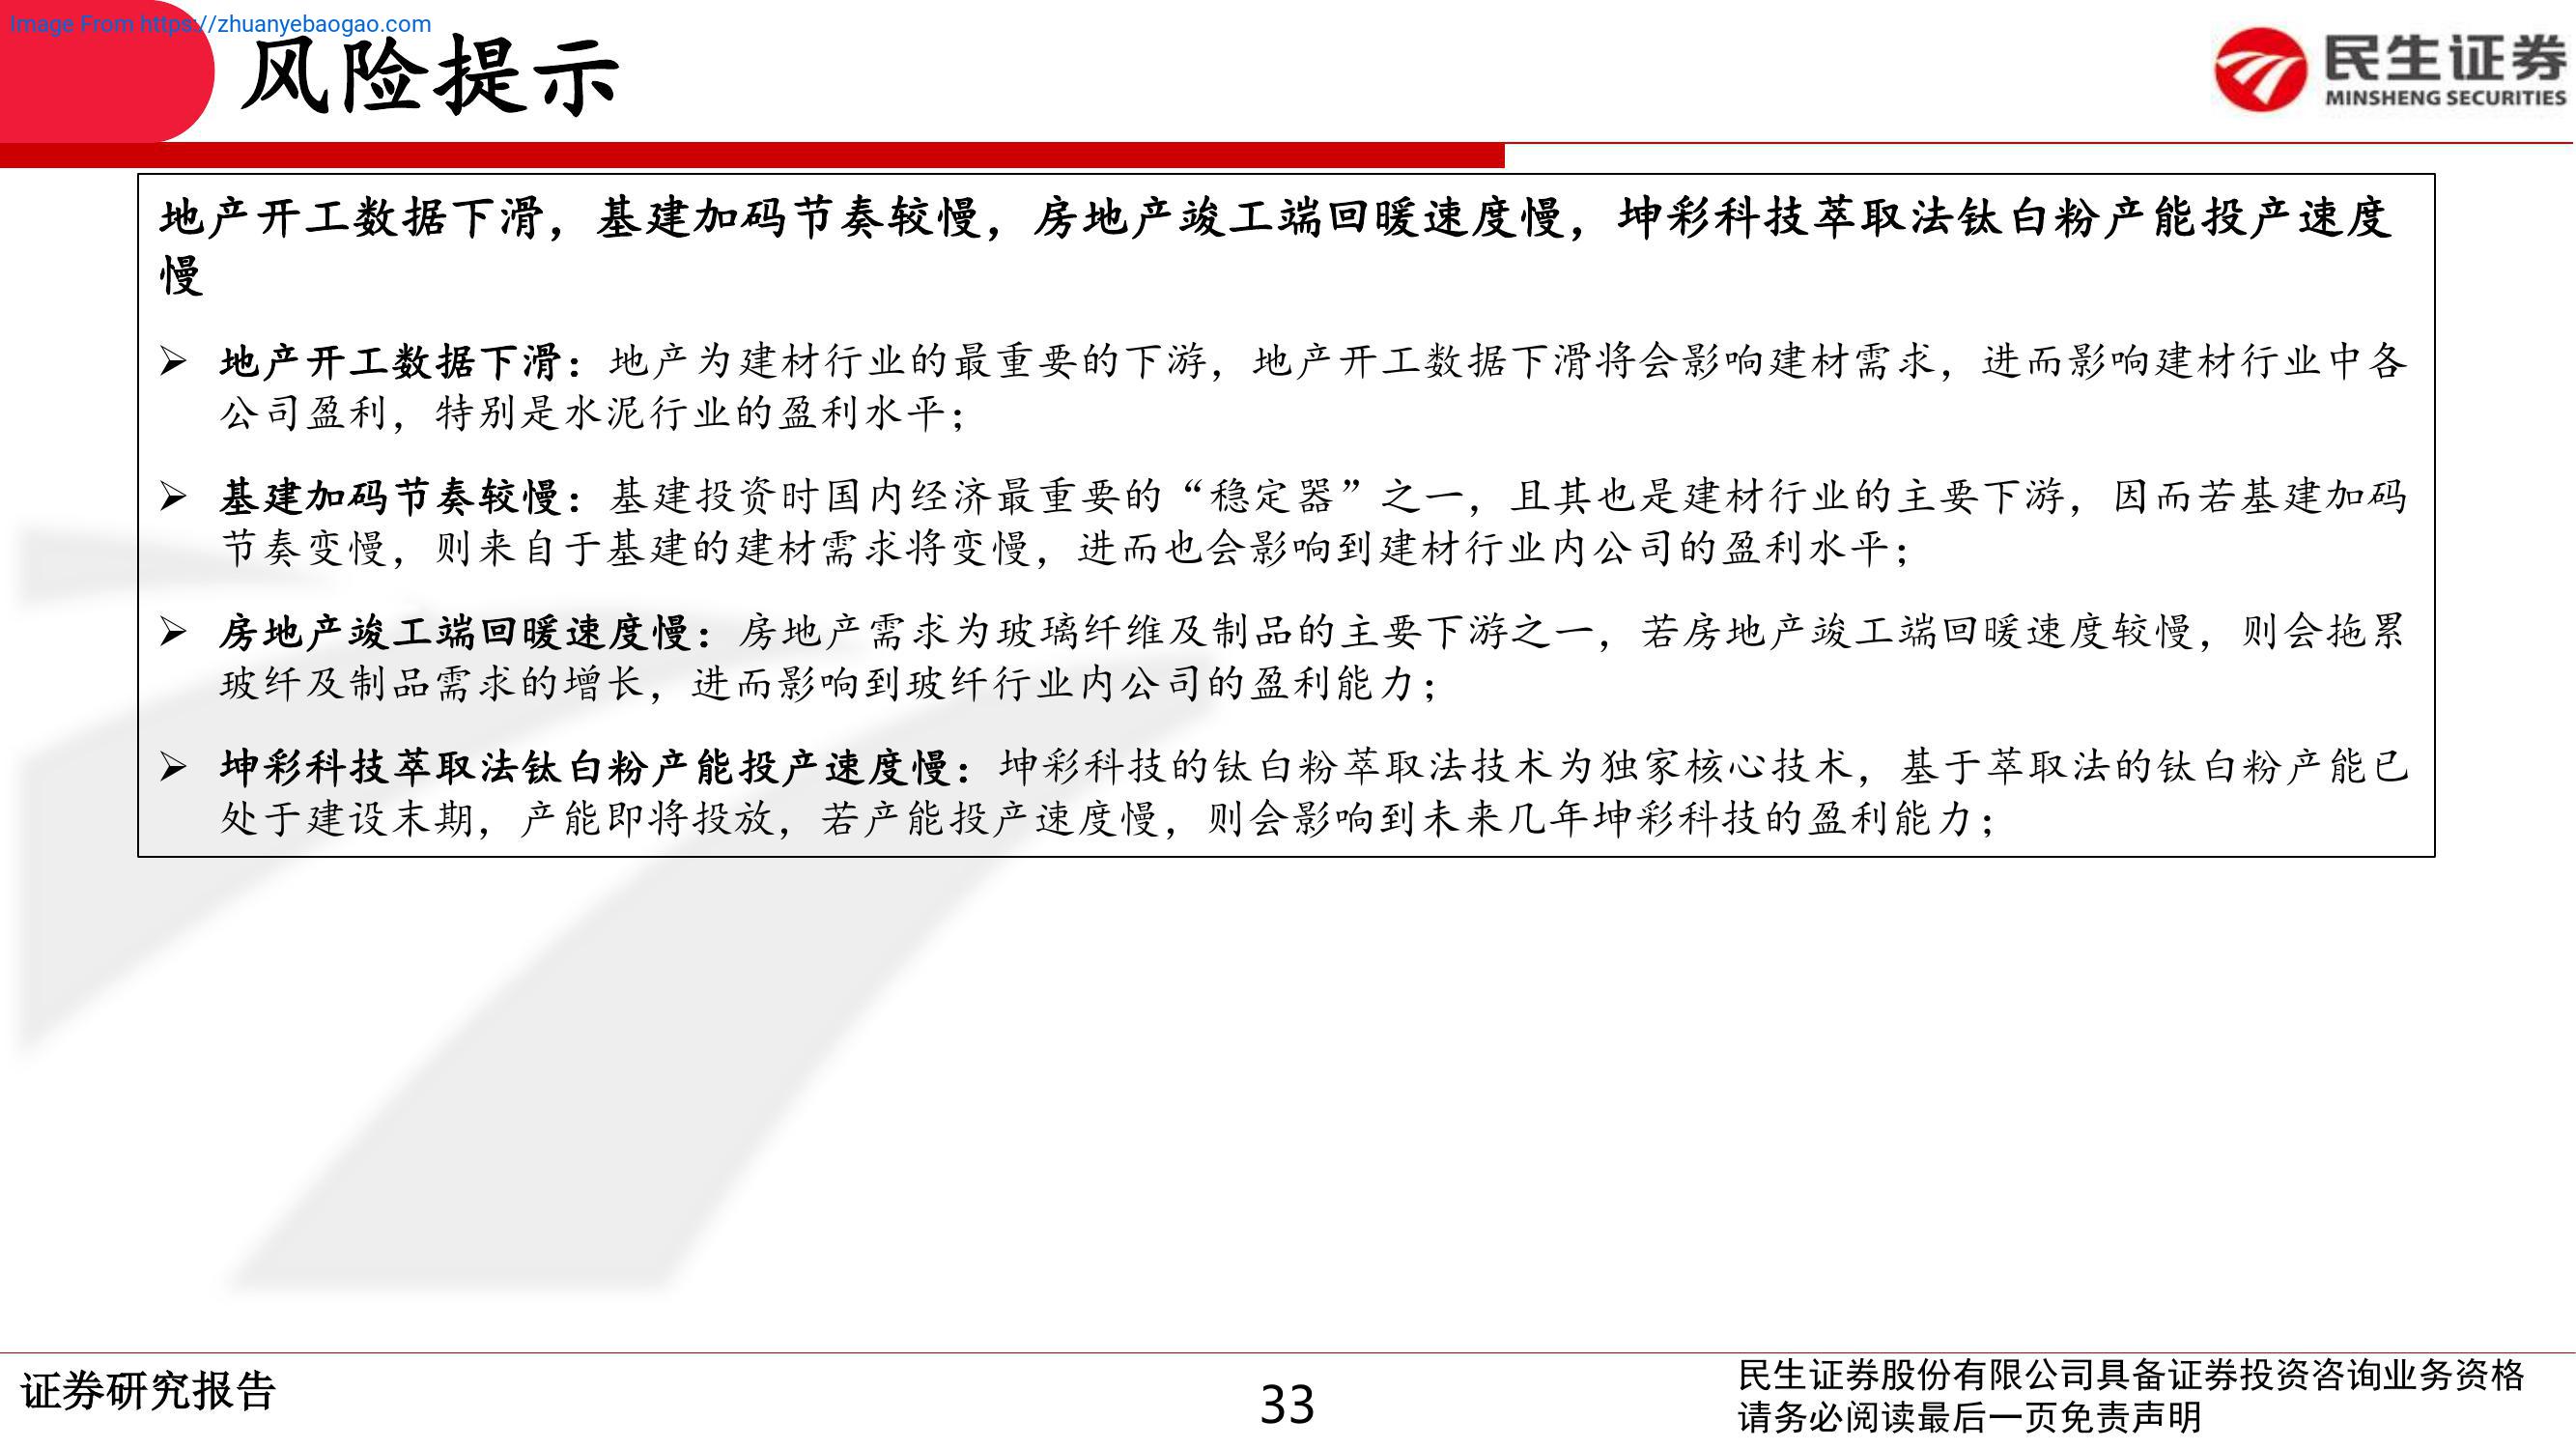 Image From https://zhuanyebaogao.com
风险提示
民生证券
MINSHENG SECURITIES
地产开工数据下滑，基建加码节奏较慢，房地产竣工端回暖速度慢，坤彩科技萃取法钛白粉产能投产速度
慢
➢ 地产开工数据下滑：地产为建材行业的最重要的下游，地产开工数据下滑将会影响建材需求，进而影响建材行业中各
公司盈利，特别是水泥行业的盈利水平；
➢ 基建加码节奏较慢：基建投资时国内经济最重要的“稳定器”之一，且其也是建材行业的主要下游，因而若基建加码
节奏变慢，则来自于基建的建材需求将变慢，进而也会影响到建材行业内公司的盈利水平；
➢ 房地产竣工端回暖速度慢：房地产需求为玻璃纤维及制品的主要下游之一，若房地产竣工端回暖速度较慢，则会拖累
玻纤及制品需求的增长，进而影响到玻纤行业内公司的盈利能力；
➢ 坤彩科技萃取法钛白粉产能投产速度慢：坤彩科技的钛白粉萃取法技术为独家核心技术，基于萃取法的钛白粉产能已
处于建设末期，产能即将投放，若产能投产速度慢，则会影响到未来几年坤彩科技的盈利能力；
证券研究报告
33
民生证券股份有限公司具备证券投资咨询业务资格
请务必阅读最后一页免责声明